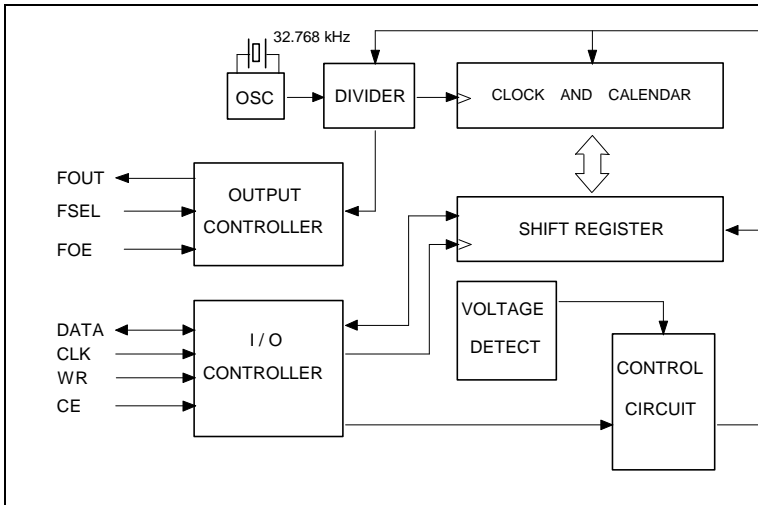 32.768 kHz
OSC
DIVIDER
CLOCK AND CALENDAR
FOUT
FSEL
FOE
OUTPUT
CONTROLLER
SHIFT REGISTER
DATA
CLK
WR
CE
I / O
CONTROLLER
VOLTAGE
DETECT
CONTROL
CIRCUIT